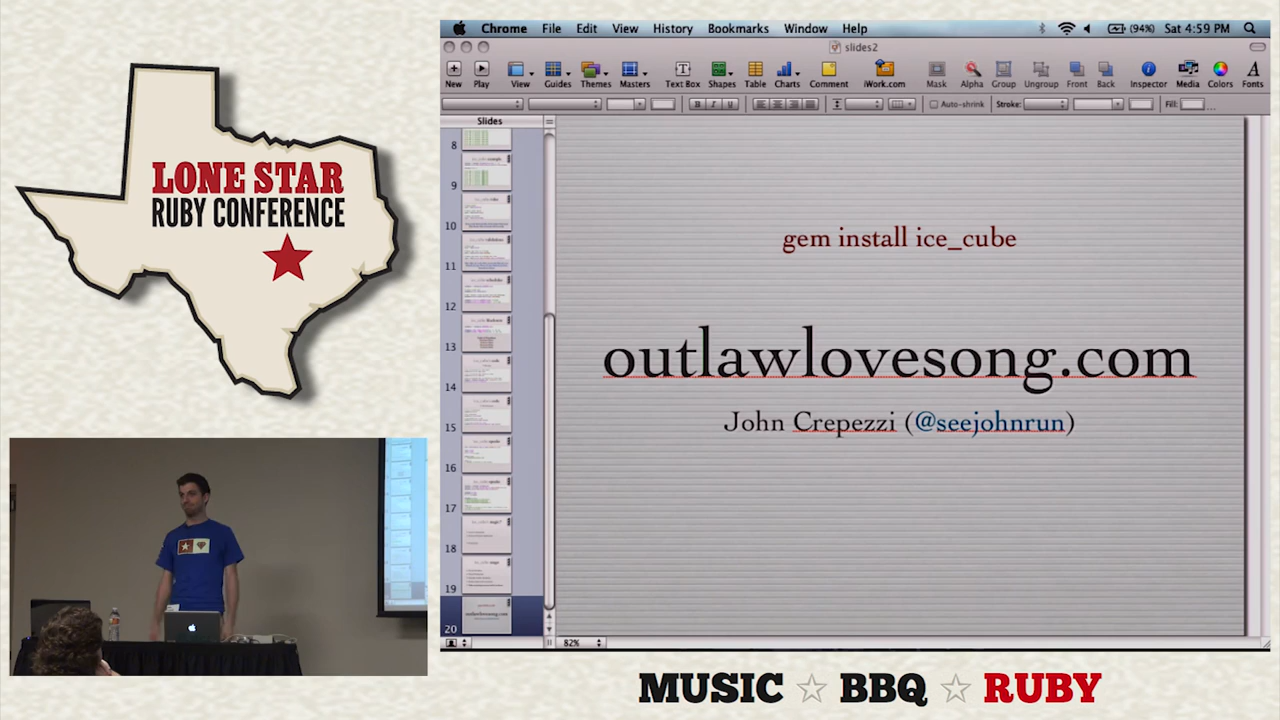 LONE STAR
RUBY CONFERENCE
Chrome File Edit View History Bookmarks Window Help (94%) Sat 4:59 PM
slides2
New Play View Guides Themes Masters Text Box Shapes Tables Charts Comment iWork.com Mask Alpha Group Ungroup Front Back Inspector Media Colors Fonts
B I U Auto-shrink Stroke: Fill:
Slides
8
9
10
11
12
13
14
15
16
17
18
19
20
gem install ice_cube
outlawlovesong.com
John Crepezzi (@seejohnrun)
82%
MUSIC ☆ BBQ ☆ RUBY